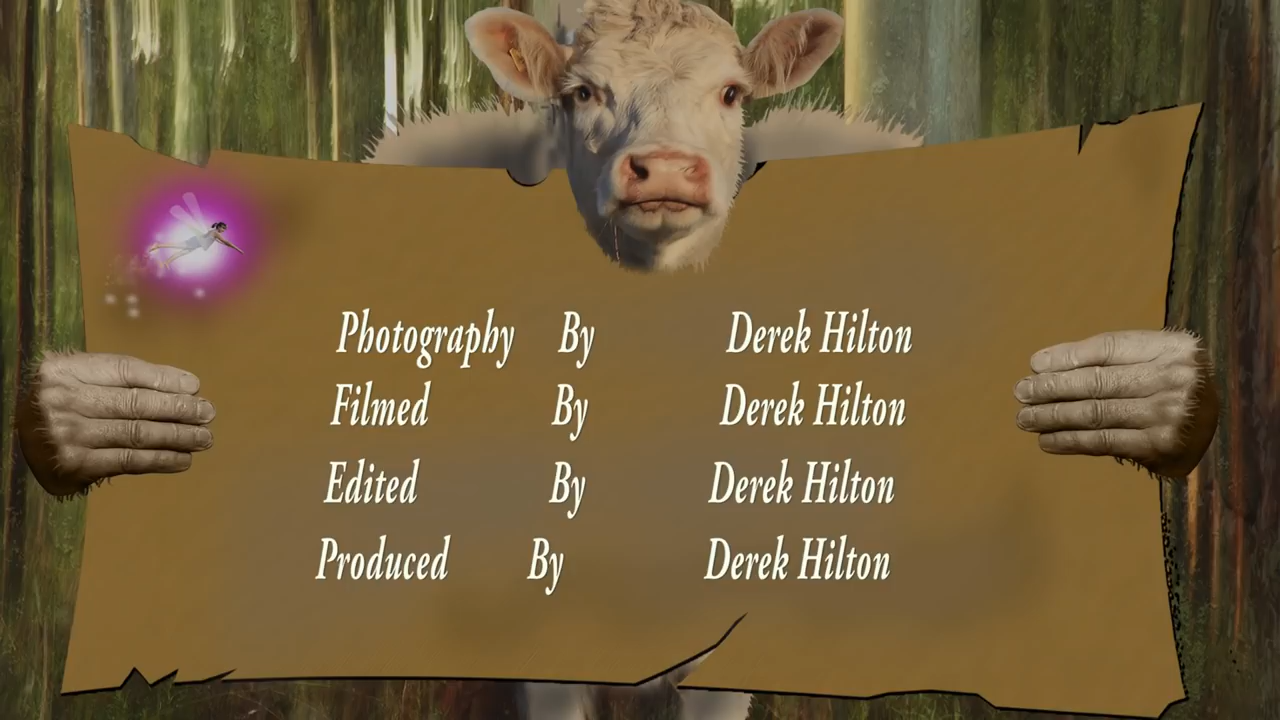 Photography By Derek Hilton
Filmed By Derek Hilton
Edited By Derek Hilton
Produced By Derek Hilton